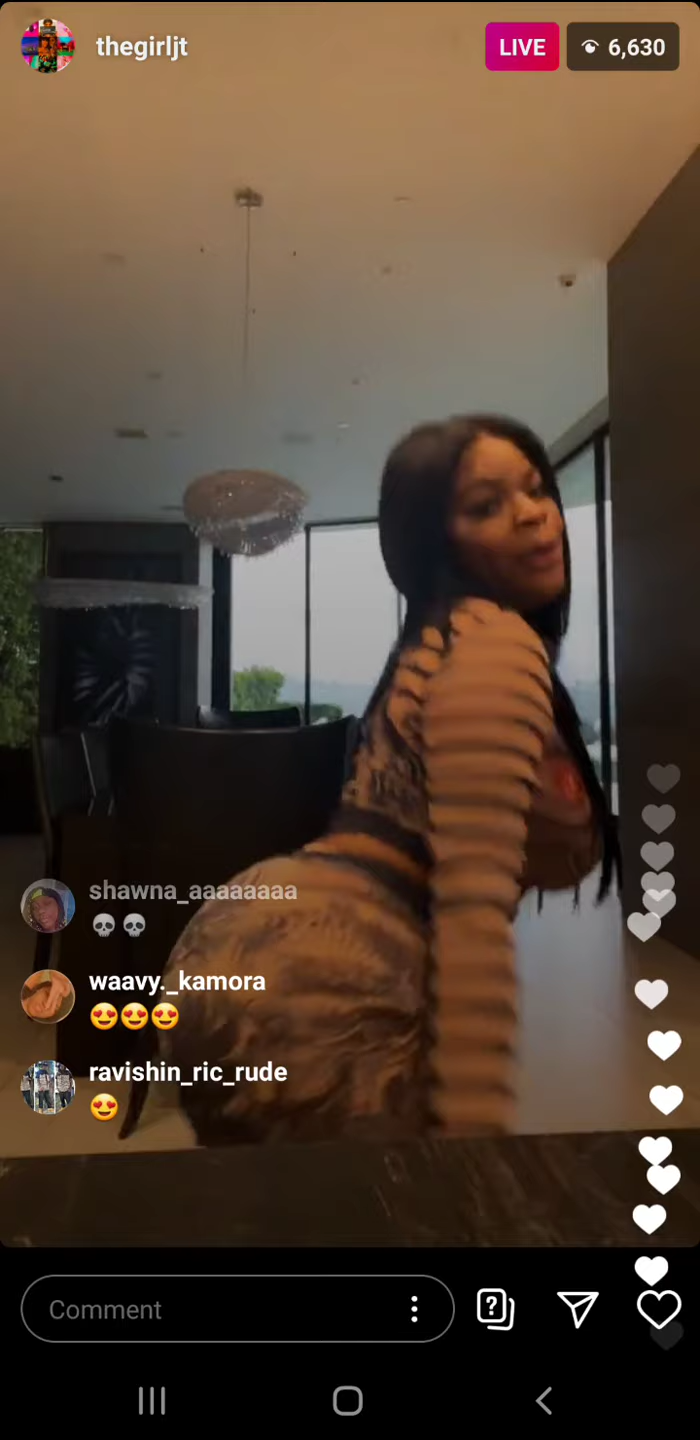 thegirljt
LIVE
6,630
shawna_aaaaaaaa
💀💀
waavy._kamora
😍😍😍
ravishin_ric_rude
😍
Comment